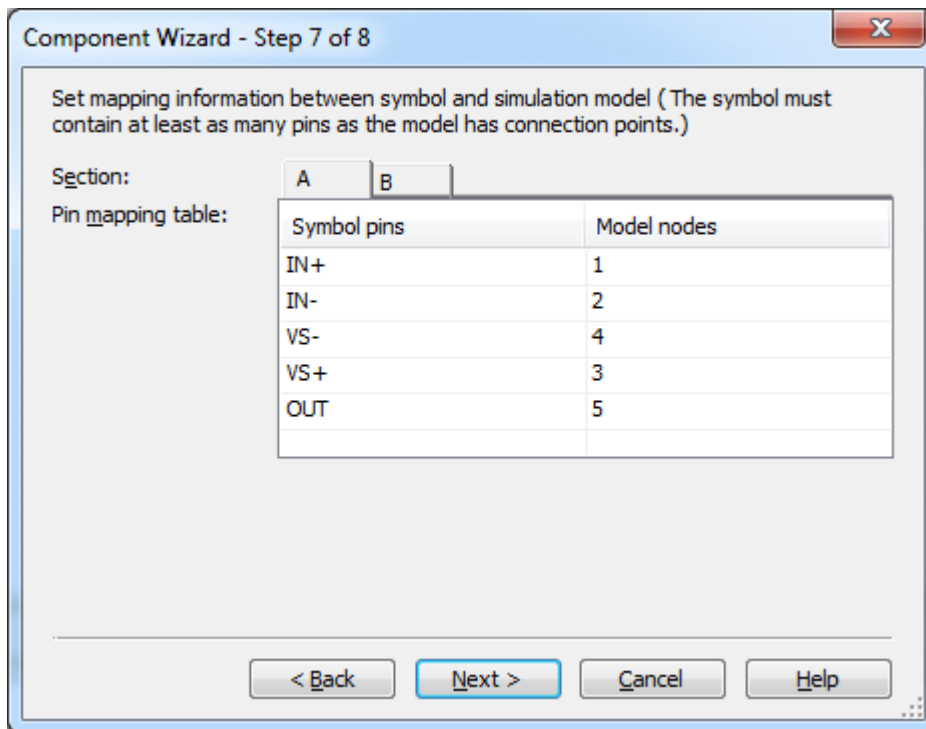 Component Wizard - Step 7 of 8
Set mapping information between symbol and simulation model ( The symbol must
contain at least as many pins as the model has connection points.)
Section:
A B
Pin mapping table:
Symbol pins Model nodes
IN+ 1
IN- 2
VS- 4
VS+ 3
OUT 5
< Back Next > Cancel Help